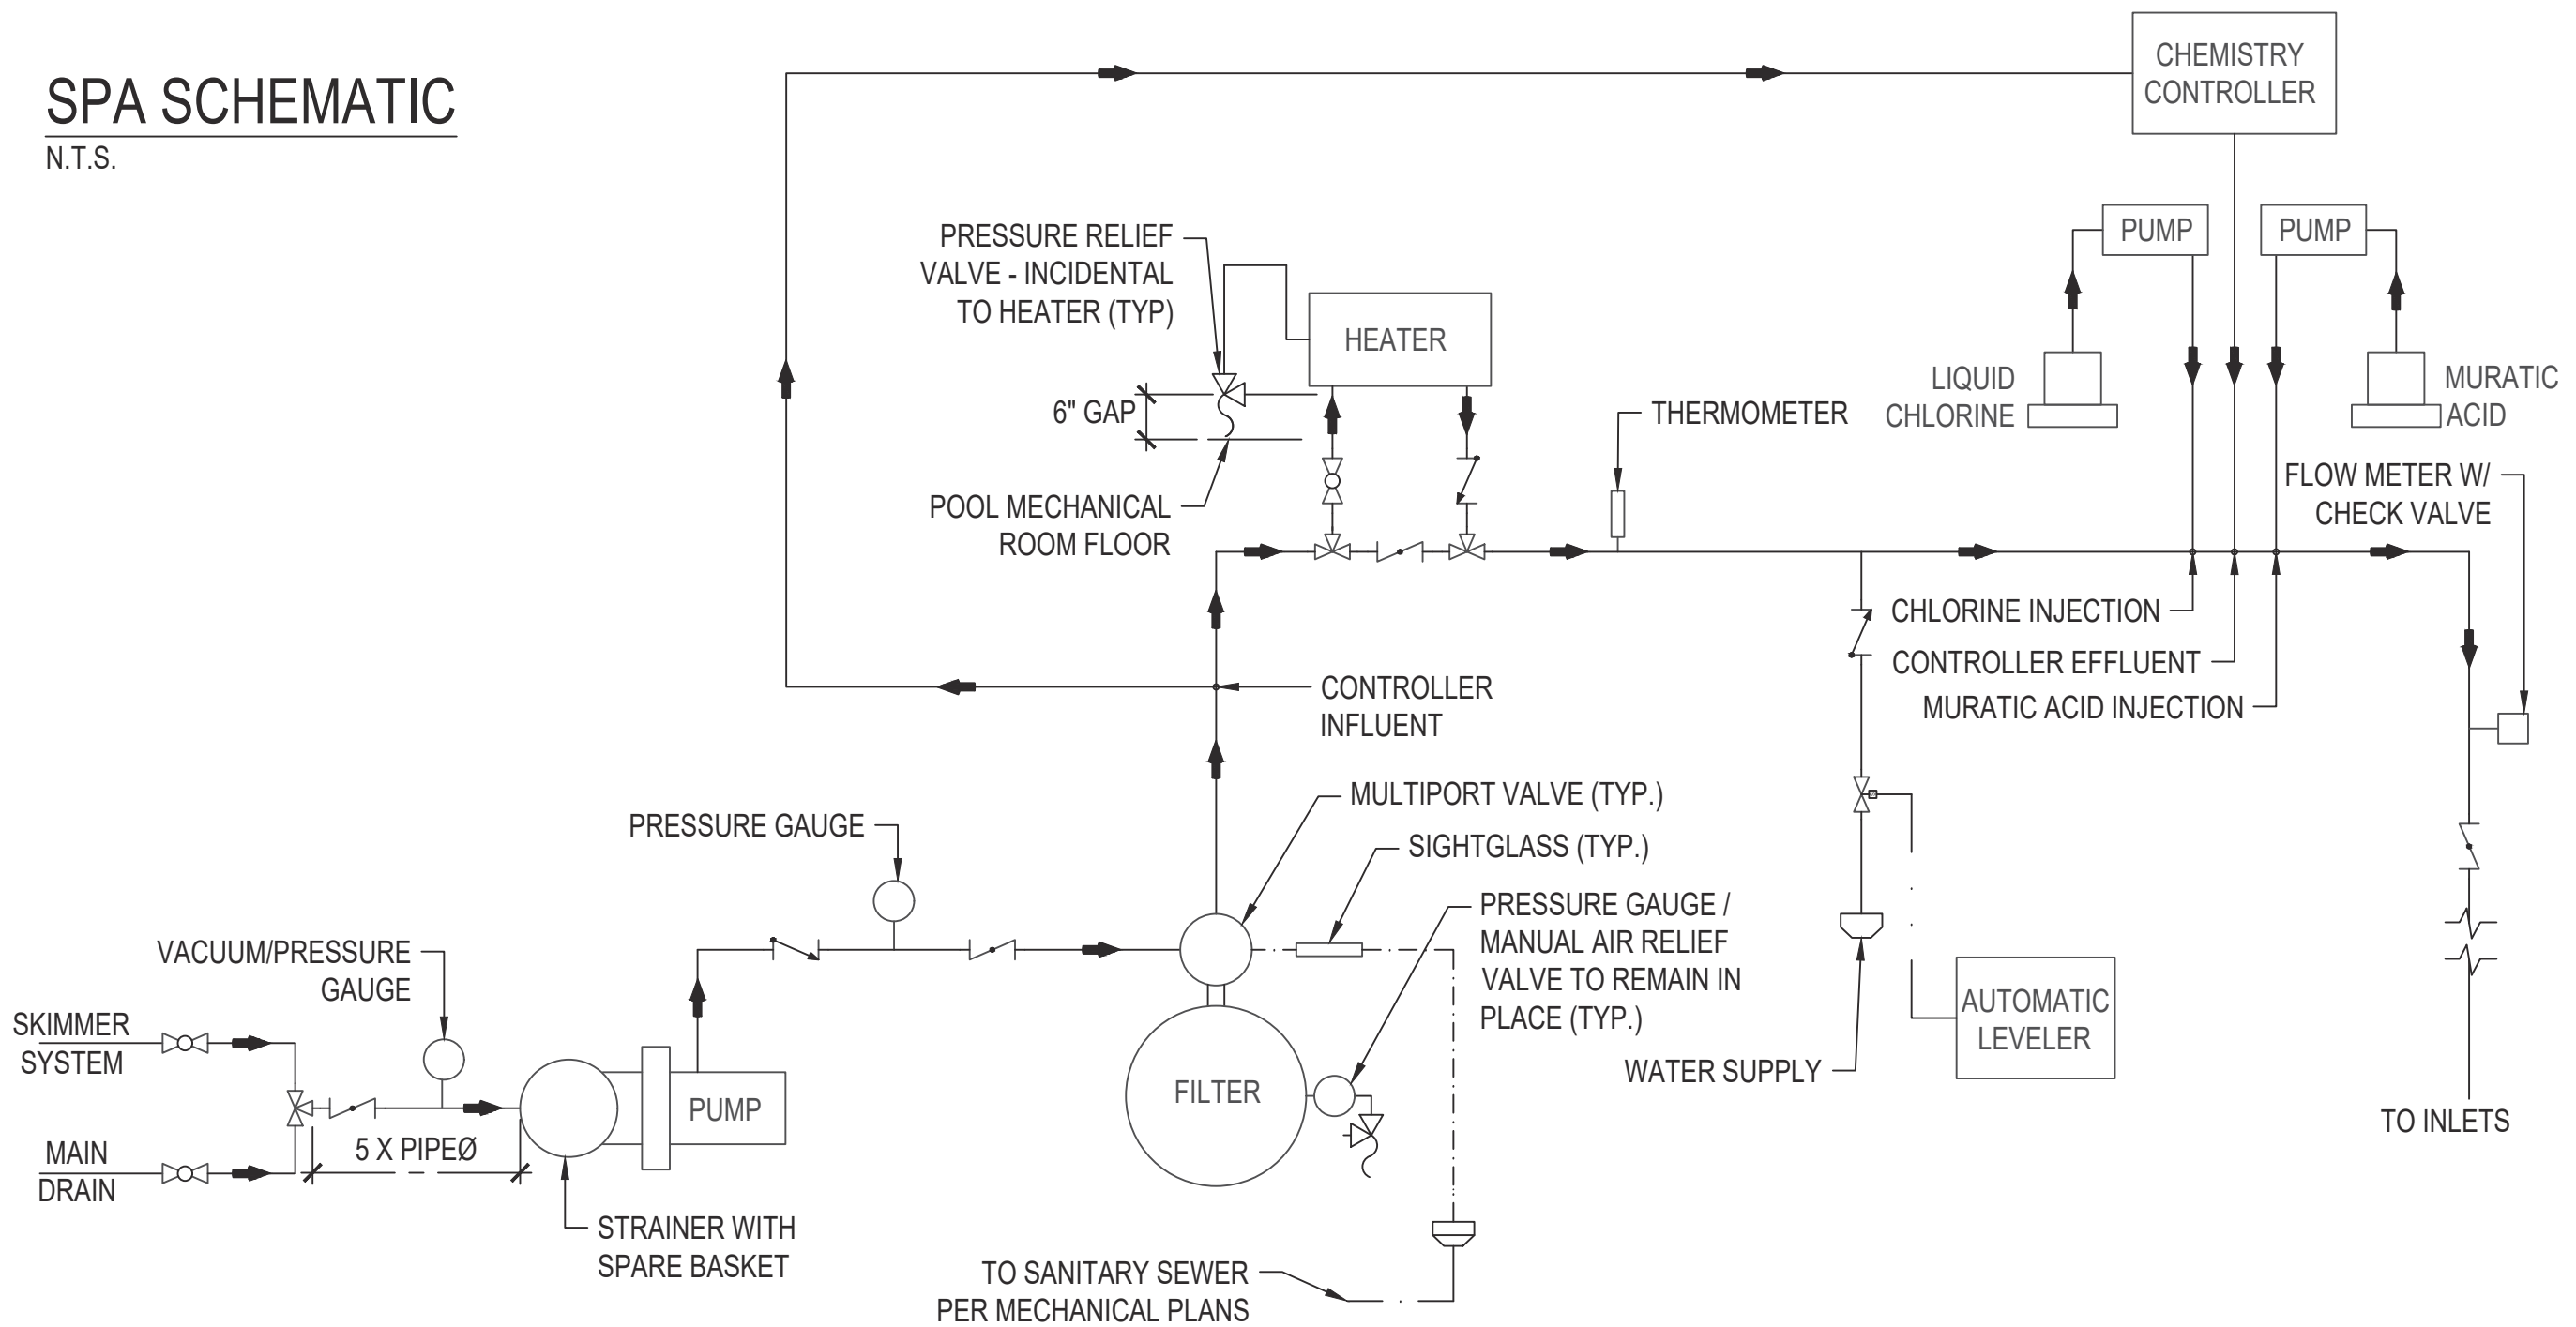 SPA SCHEMATIC
N.T.S.
CHEMISTRY
CONTROLLER
PUMP
PUMP
PRESSURE RELIEF
VALVE - INCIDENTAL
TO HEATER (TYP)
HEATER
6" GAP
POOL MECHANICAL
ROOM FLOOR
THERMOMETER
LIQUID
CHLORINE
MURATIC
ACID
FLOW METER W/
CHECK VALVE
CHLORINE INJECTION
CONTROLLER EFFLUENT
MURATIC ACID INJECTION
CONTROLLER
INFLUENT
MULTIPORT VALVE (TYP.)
SIGHTGLASS (TYP.)
PRESSURE GAUGE
PRESSURE GAUGE /
MANUAL AIR RELIEF
VALVE TO REMAIN IN
PLACE (TYP.)
VACUUM/PRESSURE
GAUGE
SKIMMER
SYSTEM
MAIN
DRAIN
5 X PIPEØ
PUMP
FILTER
WATER SUPPLY
AUTOMATIC
LEVELER
TO INLETS
STRAINER WITH
SPARE BASKET
TO SANITARY SEWER
PER MECHANICAL PLANS